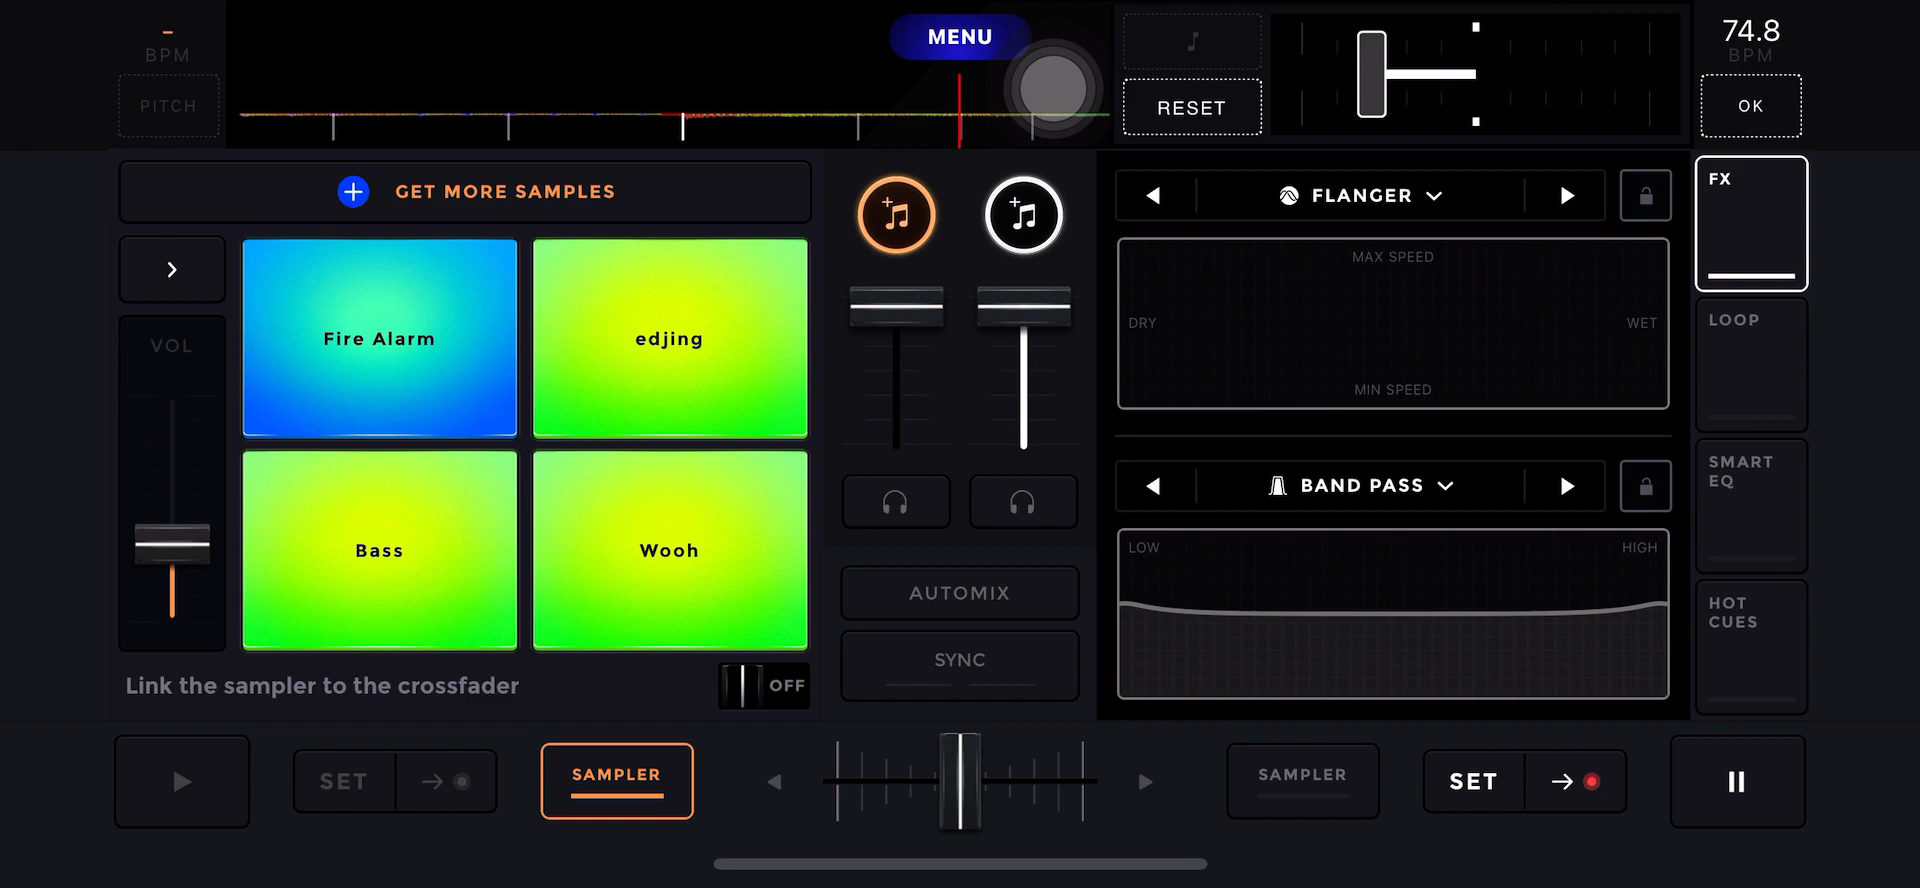 -
BPM
PITCH
MENU
RESET
74.8
BPM
OK
GET MORE SAMPLES
VOL
Fire Alarm
edjing
Bass
Wooh
Link the sampler to the crossfader
OFF
AUTOMIX
SYNC
FLANGER
MAX SPEED
DRY
WET
MIN SPEED
BAND PASS
LOW
HIGH
FX
LOOP
SMART
EQ
HOT
CUES
SET
SAMPLER
SAMPLER
SET